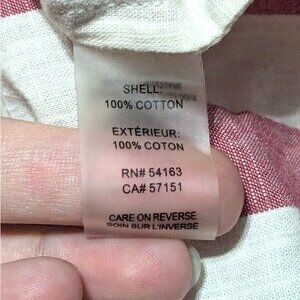 SHELL:
100% COTTON
EXTÉRIEUR:
100% COTON
RN# 54163
CA# 57151
CARE ON REVERSE
SOIN SUR L'INVERSE